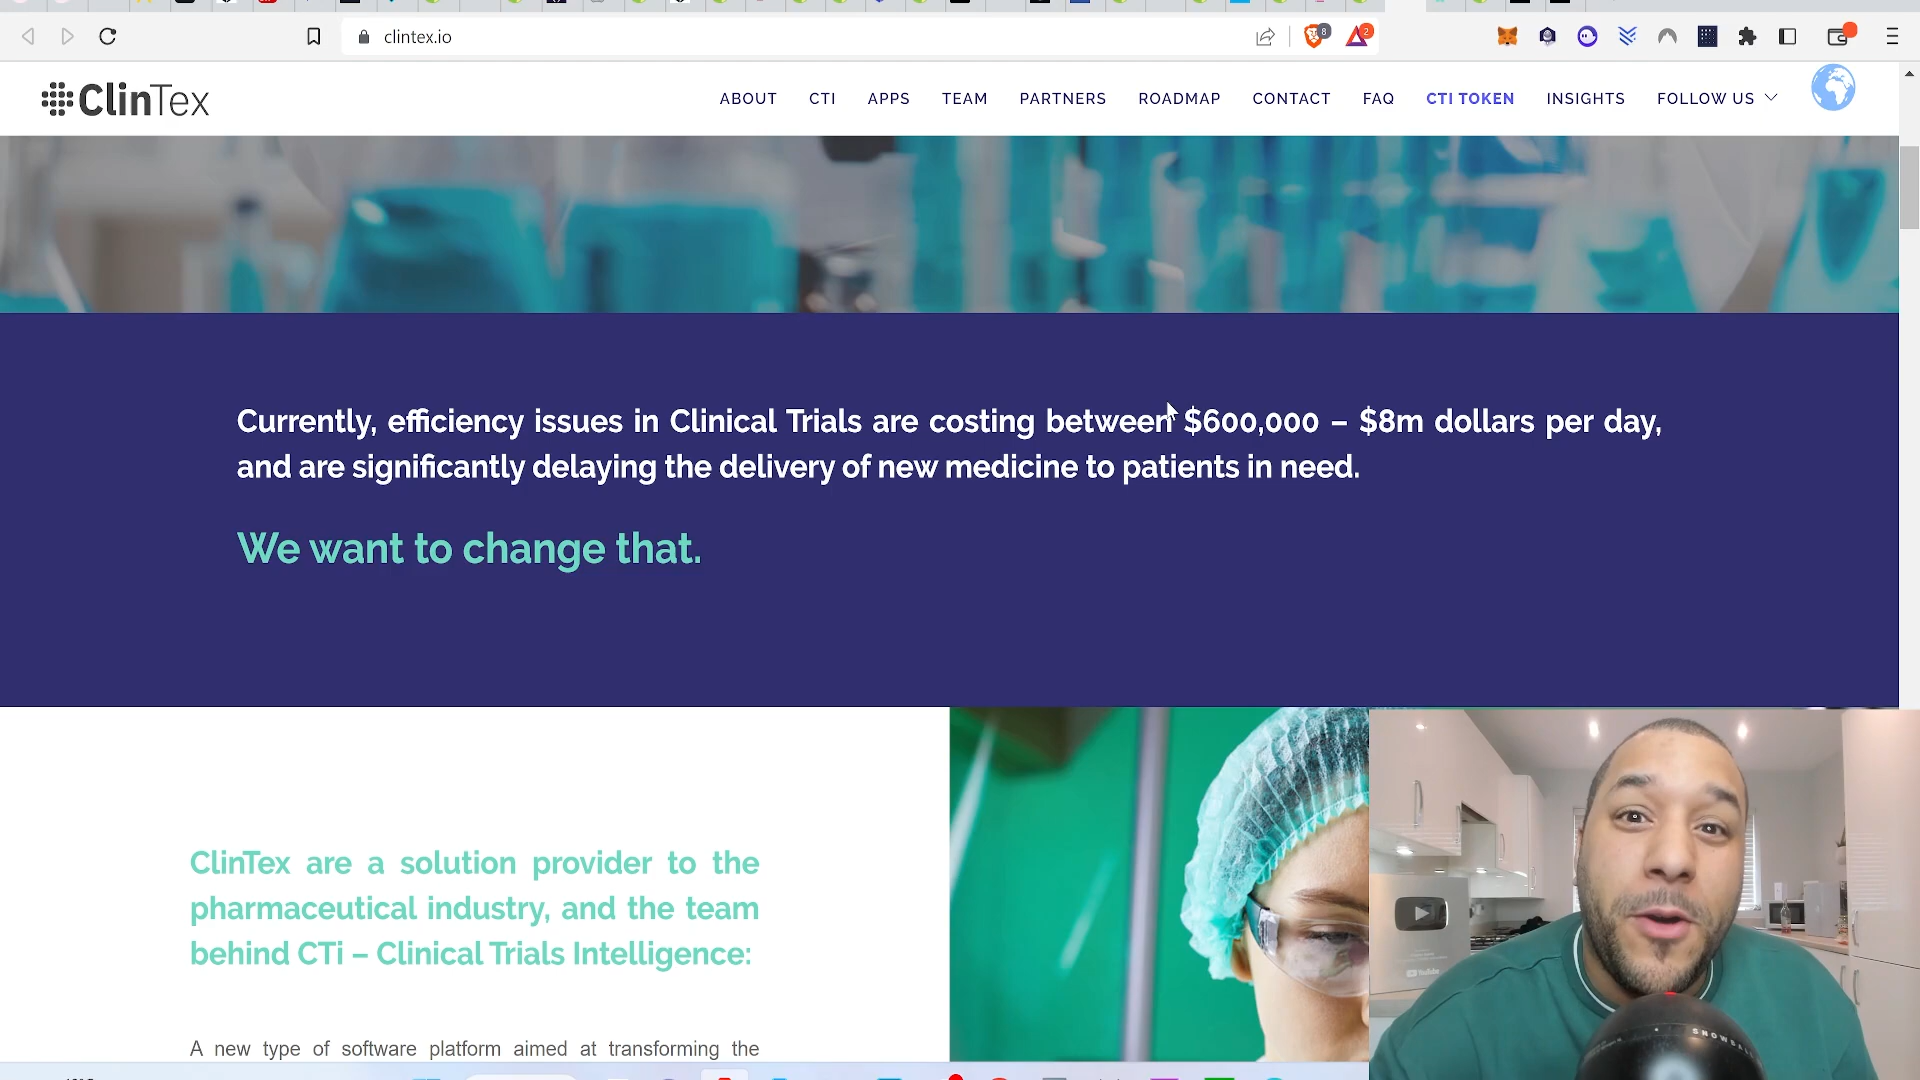 clintex.io
8
2
ClinTex
ABOUT CTI APPS TEAM PARTNERS ROADMAP CONTACT FAQ CTI TOKEN INSIGHTS FOLLOW US
Currently, efficiency issues in Clinical Trials are costing between $600,000 – $8m dollars per day,
and are significantly delaying the delivery of new medicine to patients in need.
We want to change that.
ClinTex are a solution provider to the
pharmaceutical industry, and the team
behind CTi – Clinical Trials Intelligence:
A new type of software platform aimed at transforming the
YouTube